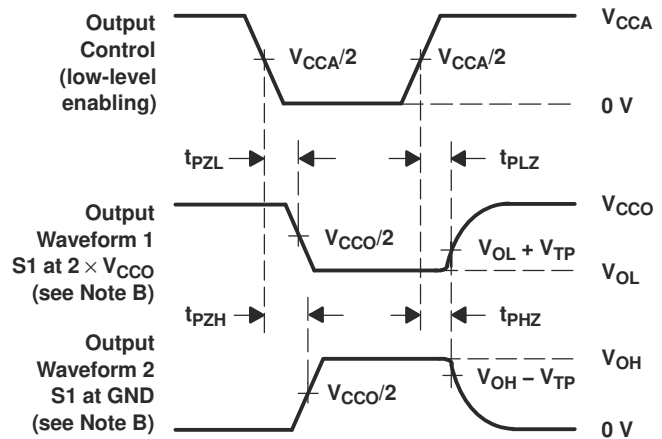 Output
Control
(low-level
enabling)
V_CCA/2
V_CCA/2
V_CCA
0 V
t_PZL
t_PLZ
Output
Waveform 1
S1 at 2 × V_CCO
(see Note B)
V_CCO/2
V_CCO
V_OL + V_TP
V_OL
t_PZH
t_PHZ
Output
Waveform 2
S1 at GND
(see Note B)
V_CCO/2
V_OH
V_OH − V_TP
0 V